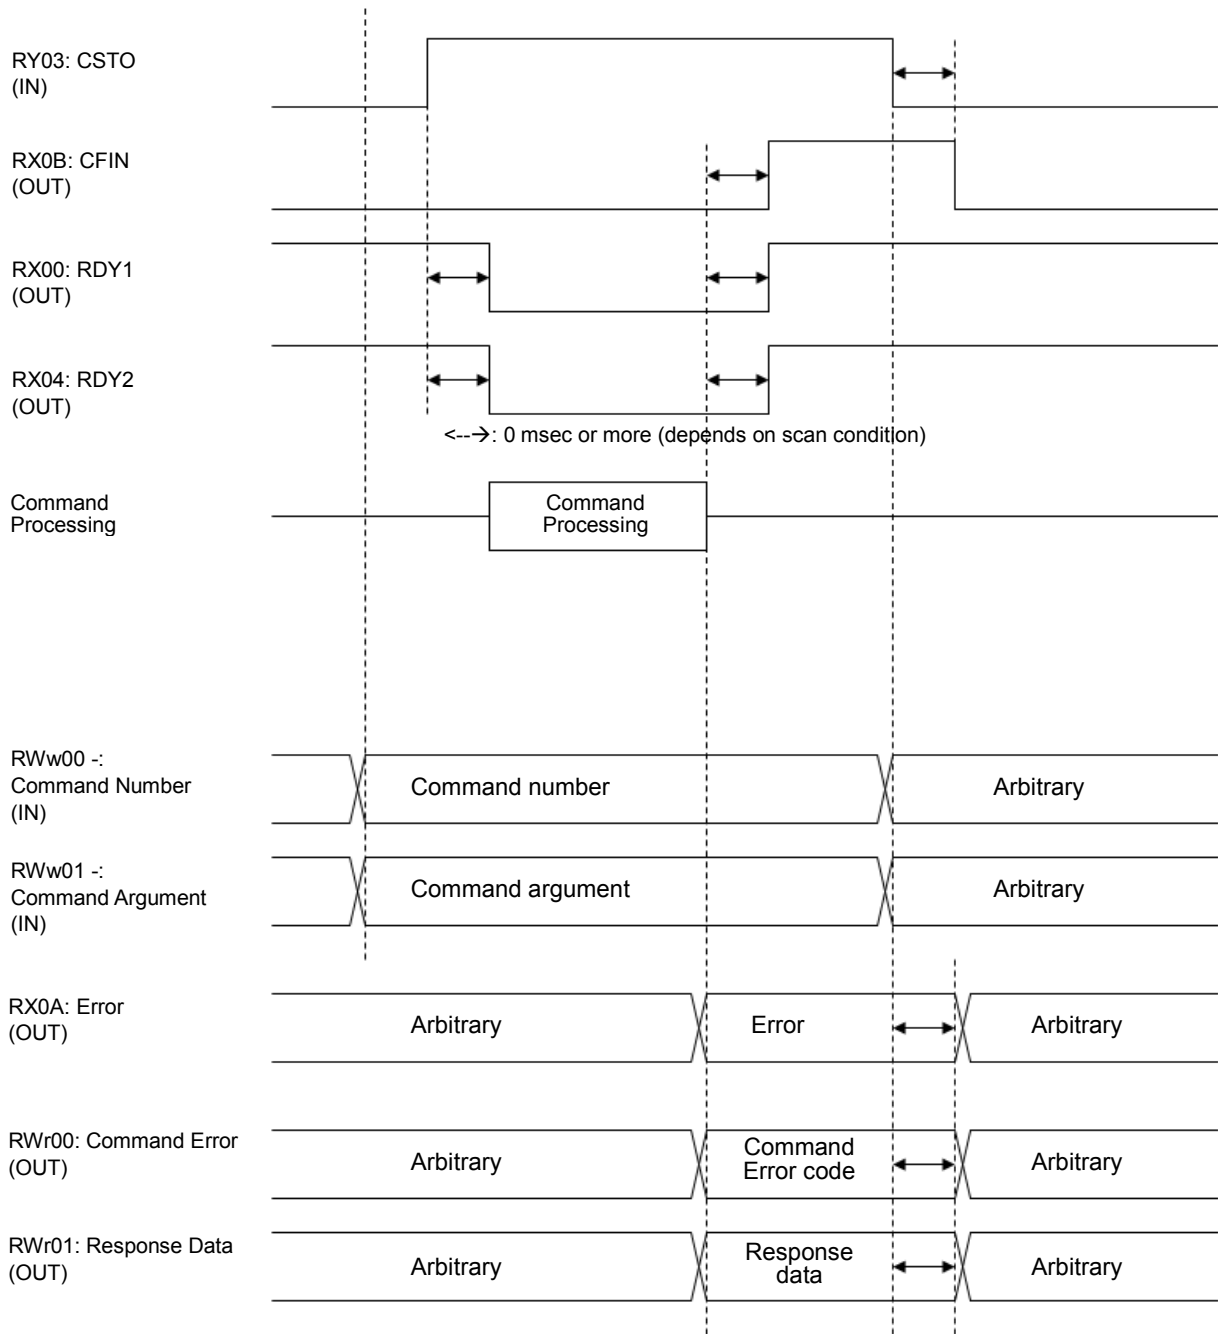 RY03: CSTO
(IN)
RX0B: CFIN
(OUT)
RX00: RDY1
(OUT)
RX04: RDY2
(OUT)
<--→: 0 msec or more (depends on scan condition)
Command
Processing
Command
Processing
RWw00 -:
Command Number
(IN)
Command number
Arbitrary
RWw01 -:
Command Argument
(IN)
Command argument
Arbitrary
RX0A: Error
(OUT)
Arbitrary
Error
Arbitrary
RWr00: Command Error
(OUT)
Arbitrary
Command
Error code
Arbitrary
RWr01: Response Data
(OUT)
Arbitrary
Response
data
Arbitrary